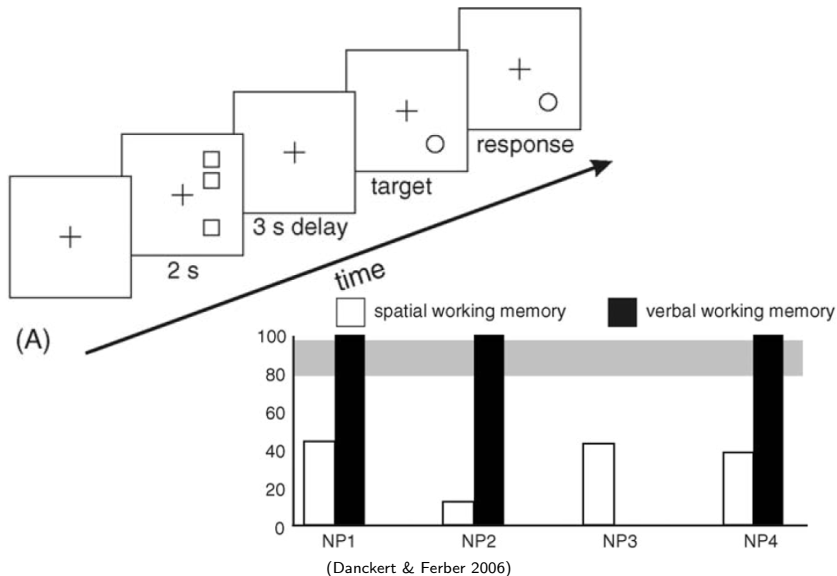 response
target
3 s delay
2 s
time
(A)
spatial working memory verbal working memory
100
80
60
40
20
0
NP1 NP2 NP3 NP4
(Danckert & Ferber 2006)